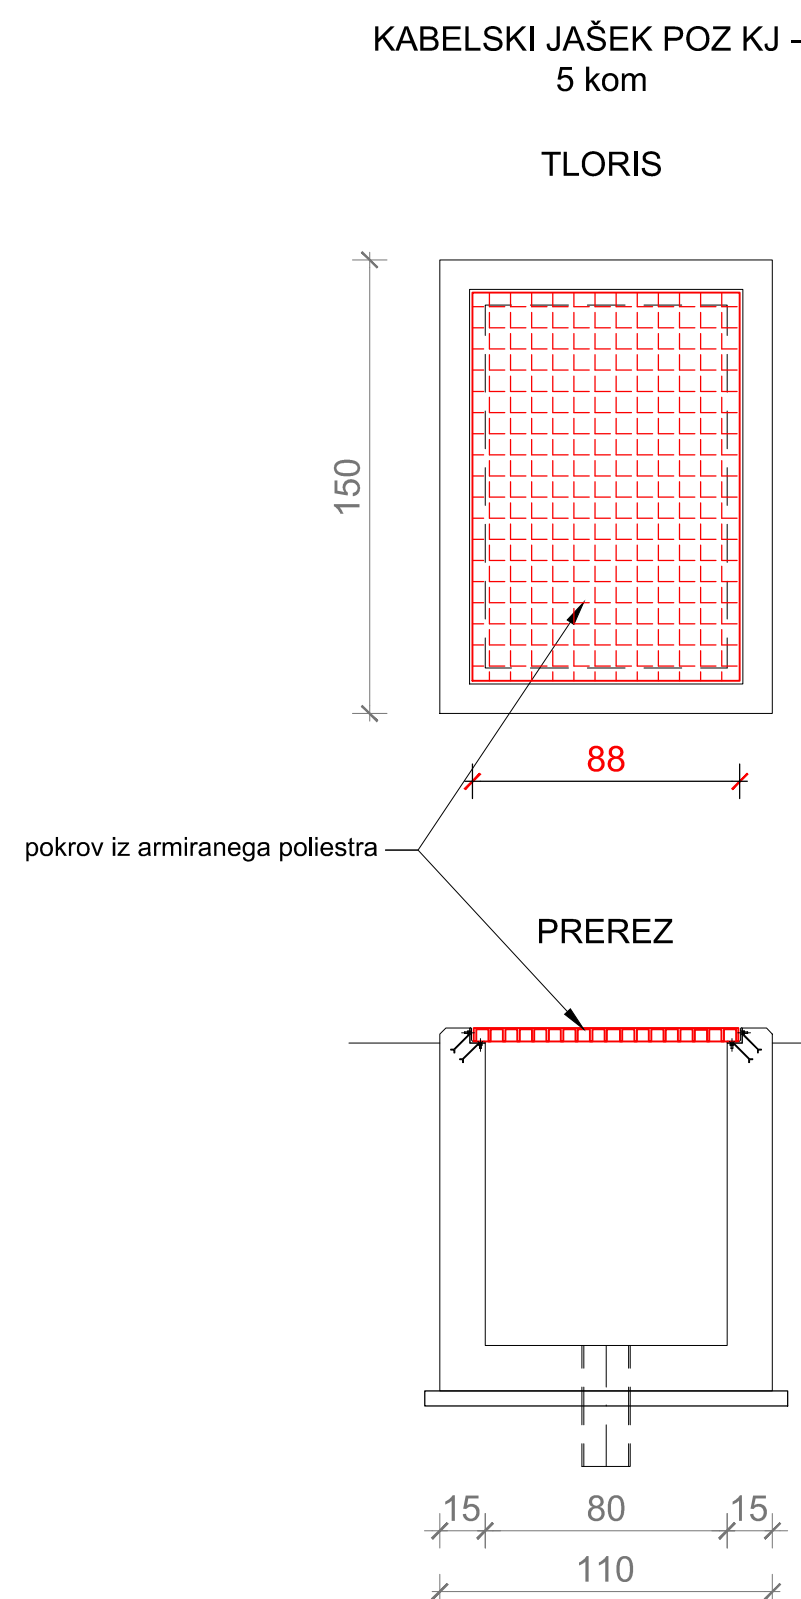 KABELSKI JAŠEK POZ KJ -
5 kom
TLORIS
150
88
pokrov iz armiranega poliestra
PREREZ
15 80 15
110